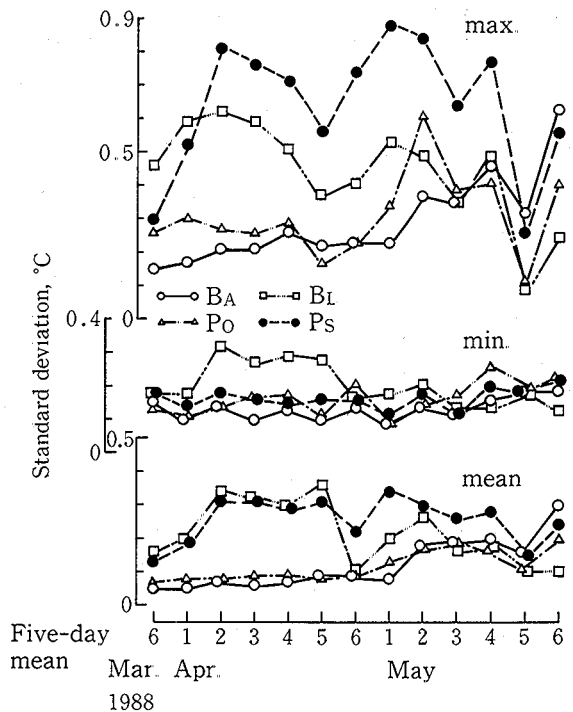 0.9
max.
0.5
0
BA BL
PO PS
0.4
min.
0
0.5
mean
0
Standard deviation, °C
Five-day mean
6 1 2 3 4 5 6 1 2 3 4 5 6
Mar. Apr. May
1988